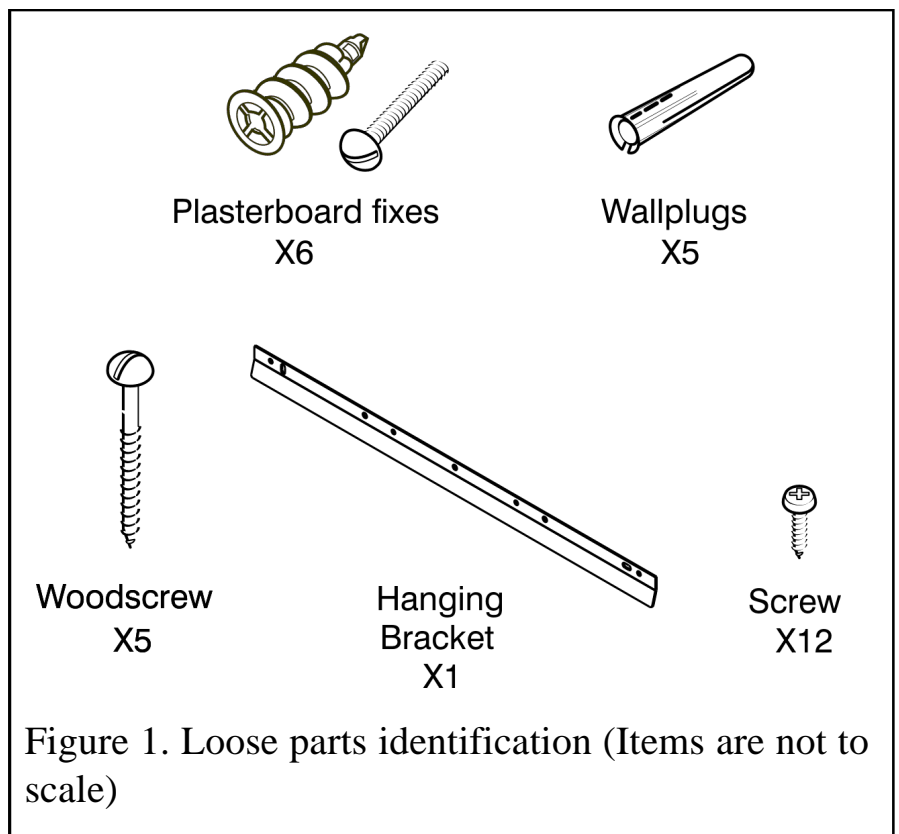 Plasterboard fixes
X6
Wallplugs
X5
Woodscrew
X5
Hanging
Bracket
X1
Screw
X12
Figure 1. Loose parts identification (Items are not to
scale)